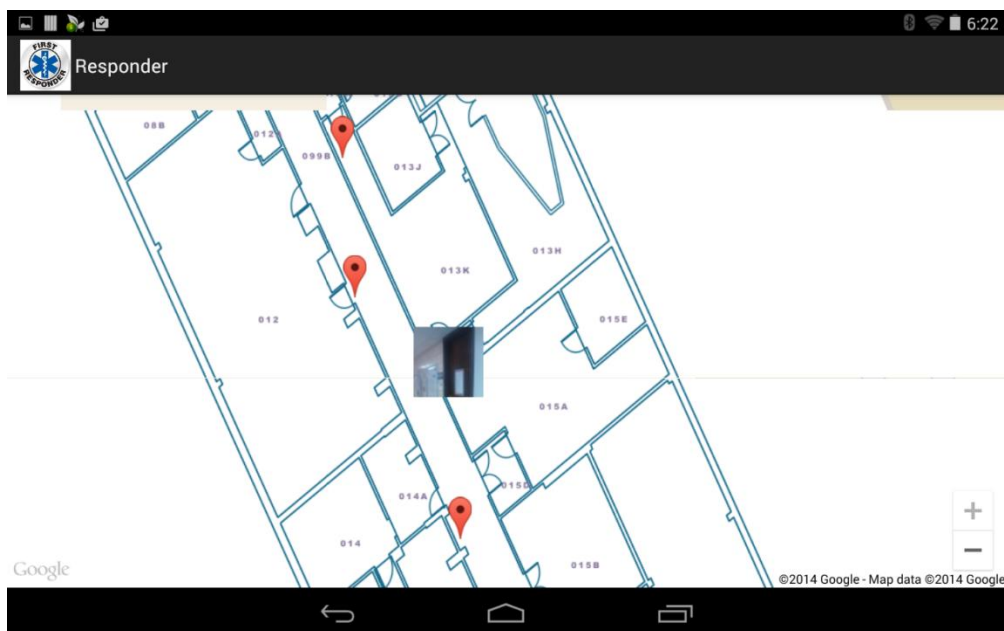 6:22
FIRST
RESPONDER
Responder
08B
012A
099B
013J
013H
013K
012
015E
015A
014A
015D
014
015B
Google
©2014 Google - Map data ©2014 Google